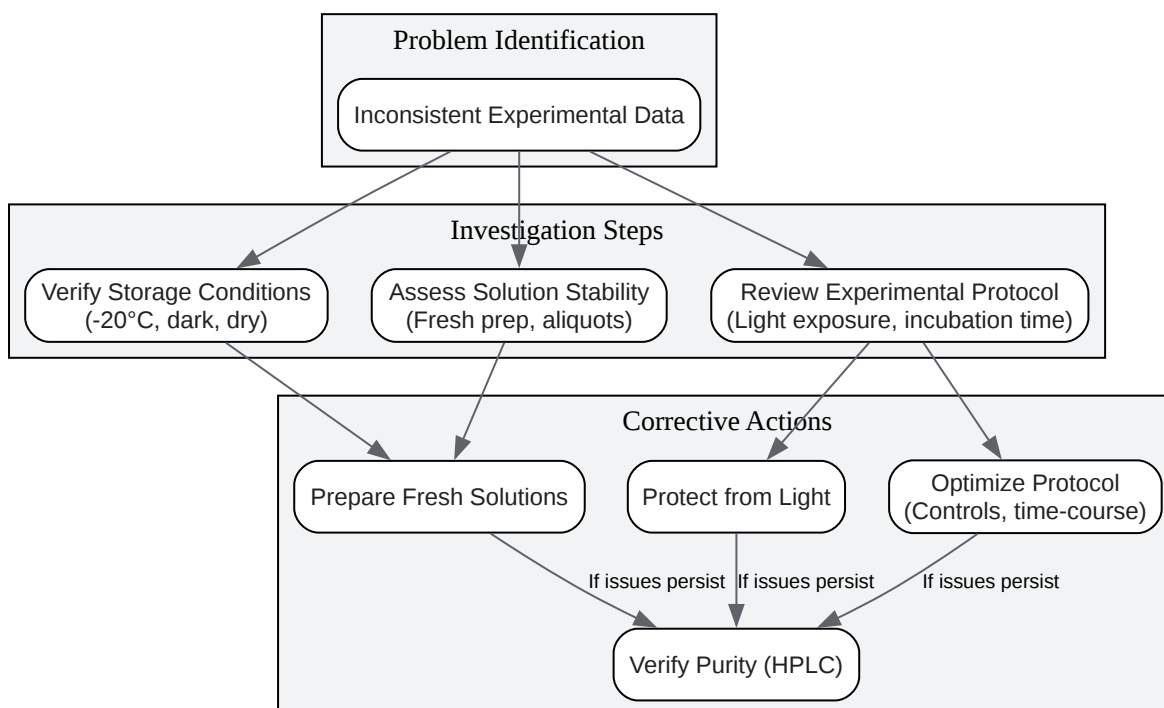 Problem Identification
Inconsistent Experimental Data
Investigation Steps
Verify Storage Conditions
(-20°C, dark, dry)
Assess Solution Stability
(Fresh prep, aliquots)
Review Experimental Protocol
(Light exposure, incubation time)
Corrective Actions
Prepare Fresh Solutions
Protect from Light
Optimize Protocol
(Controls, time-course)
If issues persist
If issues persist
If issues persist
Verify Purity (HPLC)